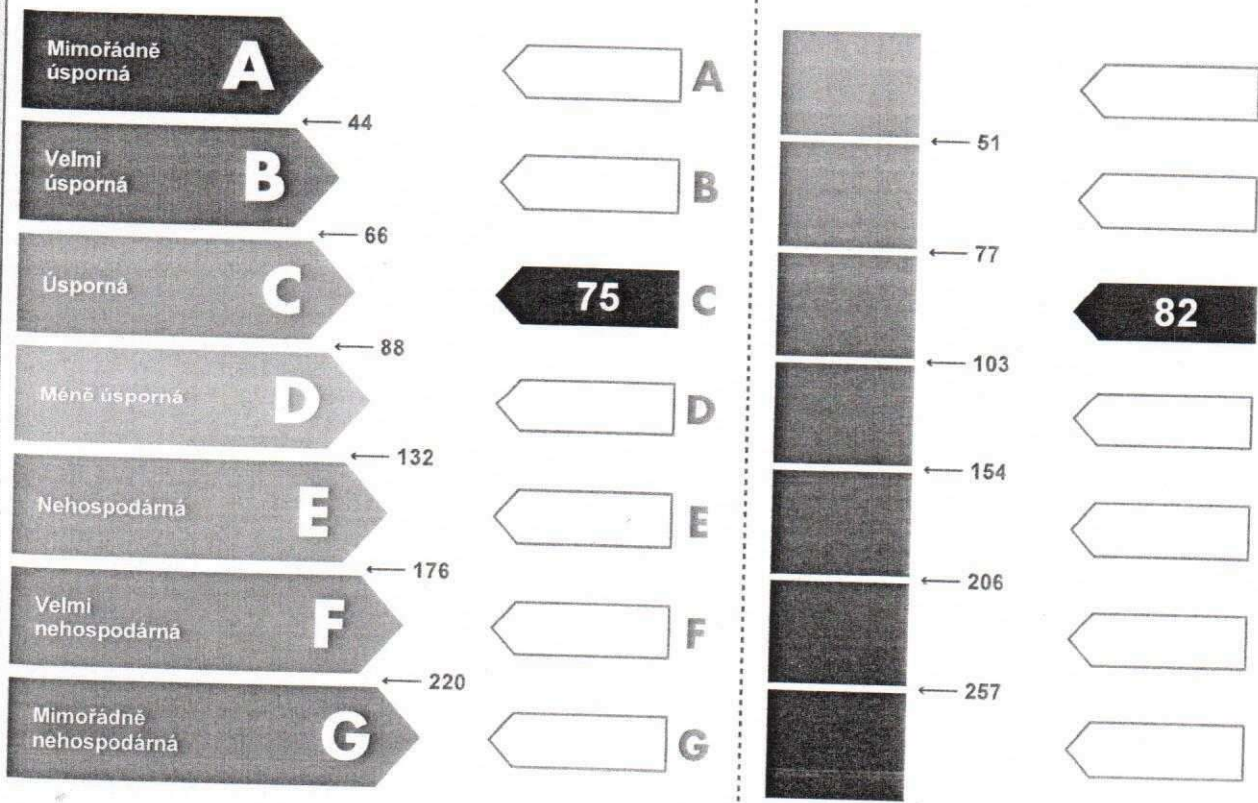 Mimořádně
úsporná
A
A
44
51
Velmi
úsporná
B
B
66
77
Úsporná
C
75
C
82
88
103
Méně úsporná
D
D
132
154
Nehospodárná
E
E
176
206
Velmi
nehospodárná
F
F
220
257
Mimořádně
nehospodárná
G
G